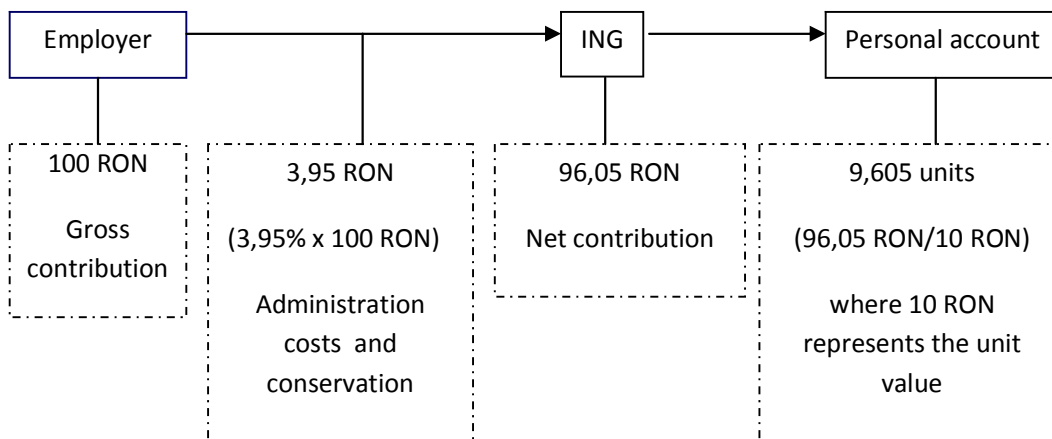 Employer
ING
Personal account
100 RON
Gross
contribution
3,95 RON
(3,95% x 100 RON)
Administration
costs and
conservation
96,05 RON
Net contribution
9,605 units
(96,05 RON/10 RON)
where 10 RON
represents the unit
value